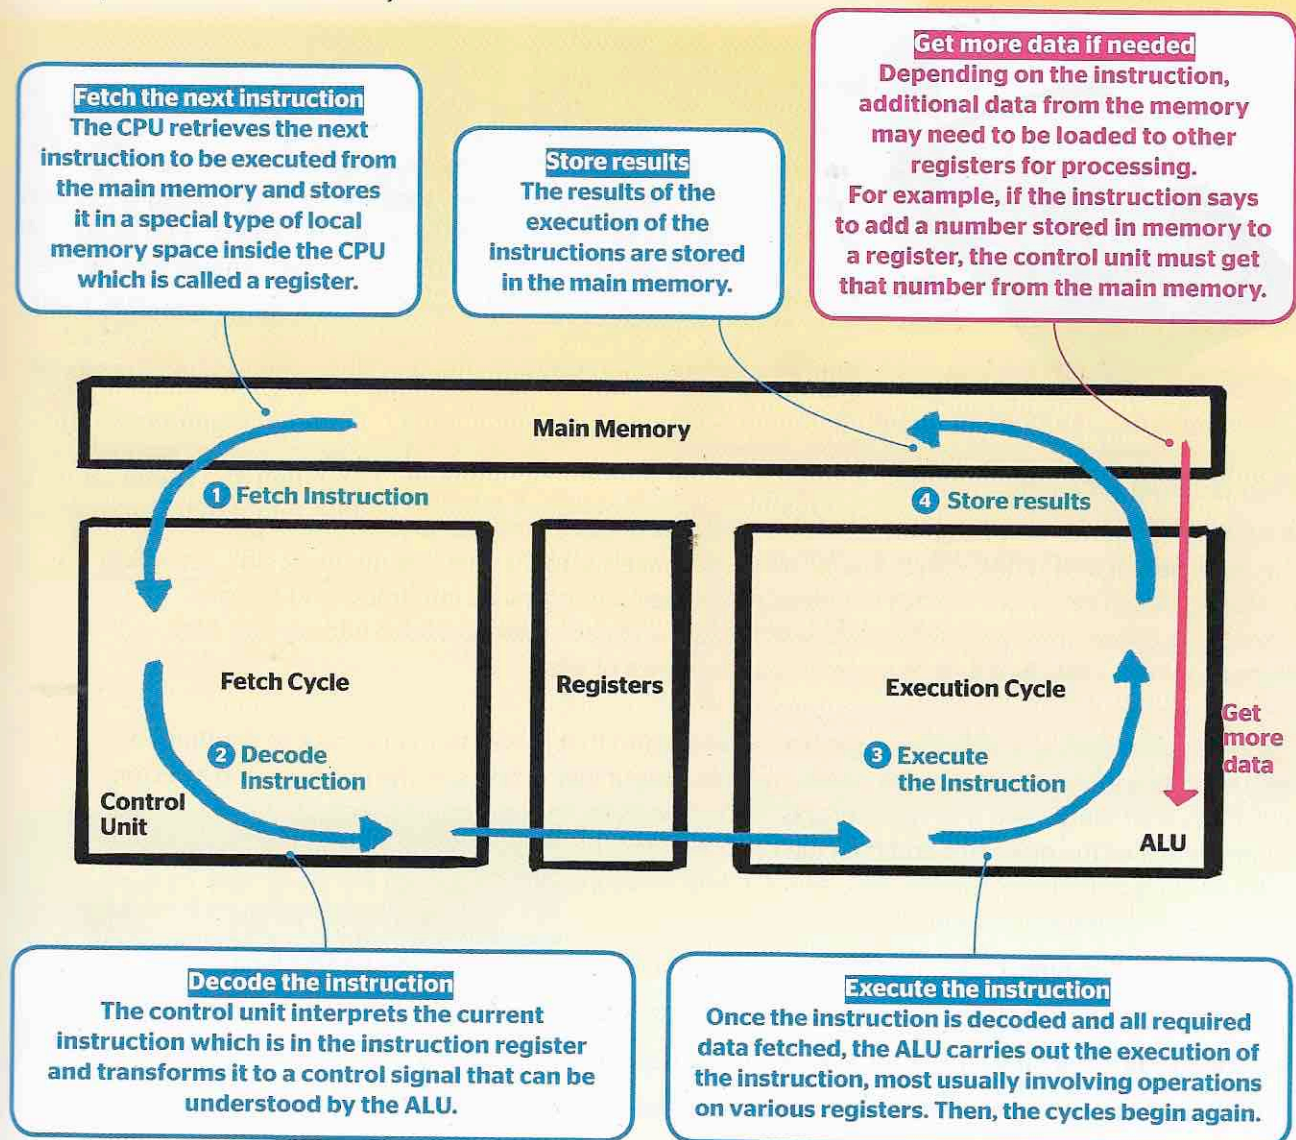 Fetch the next instruction
The CPU retrieves the next
instruction to be executed from
the main memory and stores
it in a special type of local
memory space inside the CPU
which is called a register.
Store results
The results of the
execution of the
instructions are stored
in the main memory.
Get more data if needed
Depending on the instruction,
additional data from the memory
may need to be loaded to other
registers for processing.
For example, if the instruction says
to add a number stored in memory to
a register, the control unit must get
that number from the main memory.
Main Memory
1 Fetch Instruction
4 Store results
Fetch Cycle
Registers
Execution Cycle
2 Decode
Instruction
3 Execute
the Instruction
Get
more
data
Control
Unit
ALU
Decode the instruction
The control unit interprets the current
instruction which is in the instruction register
and transforms it to a control signal that can be
understood by the ALU.
Execute the instruction
Once the instruction is decoded and all required
data fetched, the ALU carries out the execution of
the instruction, most usually involving operations
on various registers. Then, the cycles begin again.